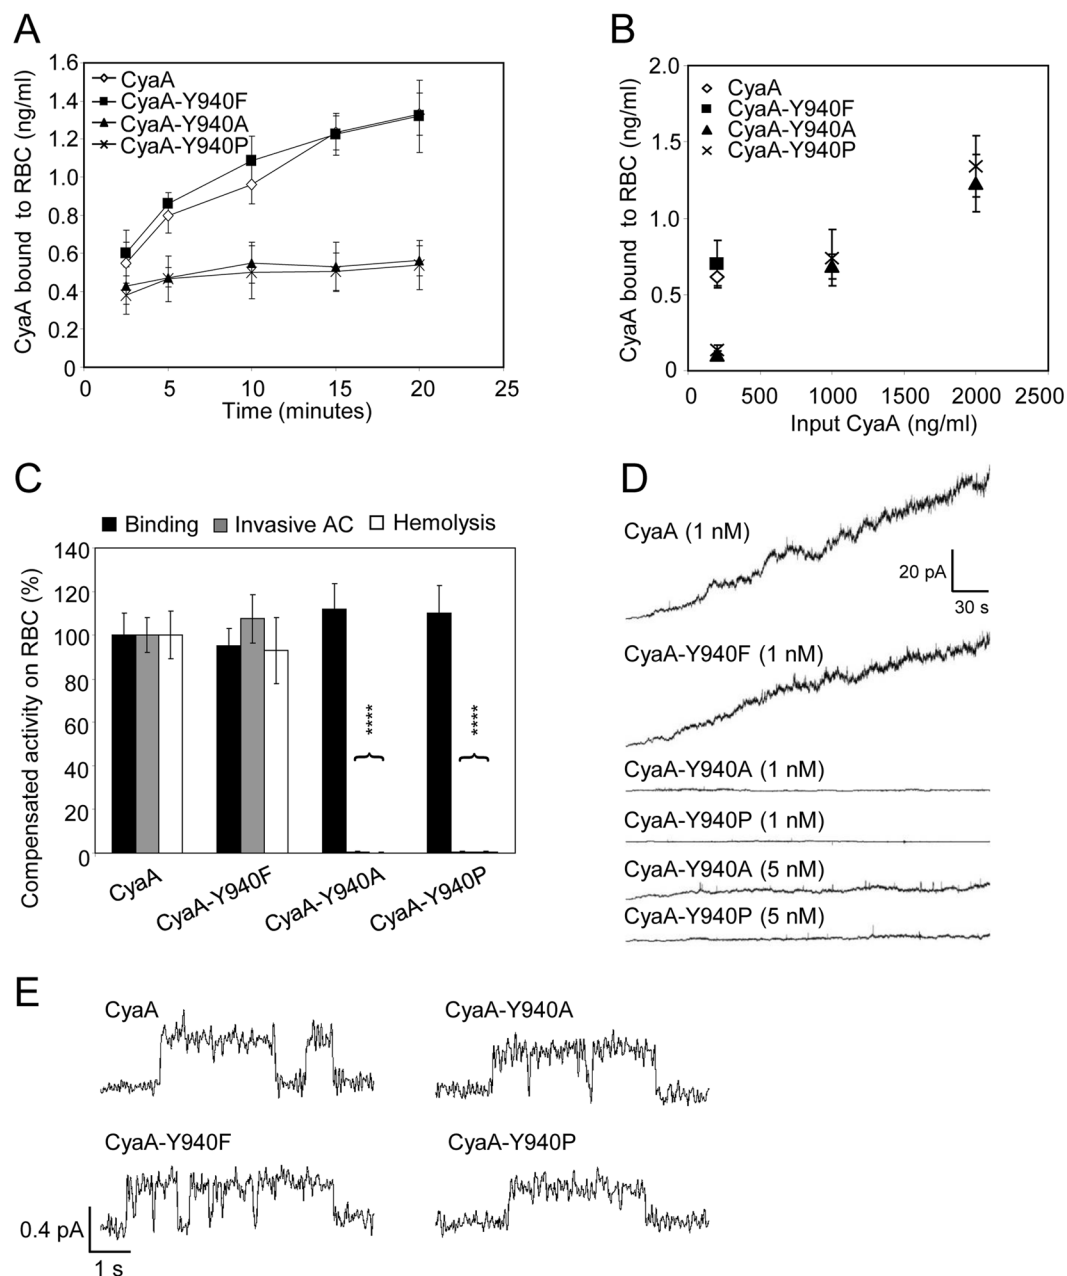 A
CyaA bound to RBC (ng/ml)
1.6
1.4
1.2
1.0
0.8
0.6
0.4
0.2
0
CyaA
CyaA-Y940F
CyaA-Y940A
CyaA-Y940P
0 5 10 15 20 25
Time (minutes)
B
CyaA bound to RBC (ng/ml)
2.0
1.5
1.0
0.5
0
CyaA
CyaA-Y940F
CyaA-Y940A
CyaA-Y940P
0 500 1000 1500 2000 2500
Input CyaA (ng/ml)
C
Binding Invasive AC Hemolysis
Compensated activity on RBC (%)
140
120
100
80
60
40
20
0
****
****
CyaA
CyaA-Y940F
CyaA-Y940A
CyaA-Y940P
D
CyaA (1 nM)
20 pA
30 s
CyaA-Y940F (1 nM)
CyaA-Y940A (1 nM)
CyaA-Y940P (1 nM)
CyaA-Y940A (5 nM)
CyaA-Y940P (5 nM)
E
CyaA
CyaA-Y940A
CyaA-Y940F
CyaA-Y940P
0.4 pA
1 s